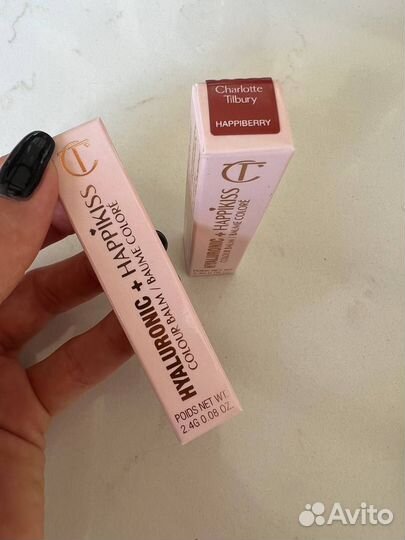 Charlotte
Tilbury
HAPPIBERRY
CT
HYALURONIC + HAPPIKISS
COLOUR BALM / BAUME COLORÉ
CT
HYALURONIC + HAPPIKISS
COLOUR BALM / BAUME COLORÉ
POIDS NET WT.
2.4G 0.08 OZ.
Avito